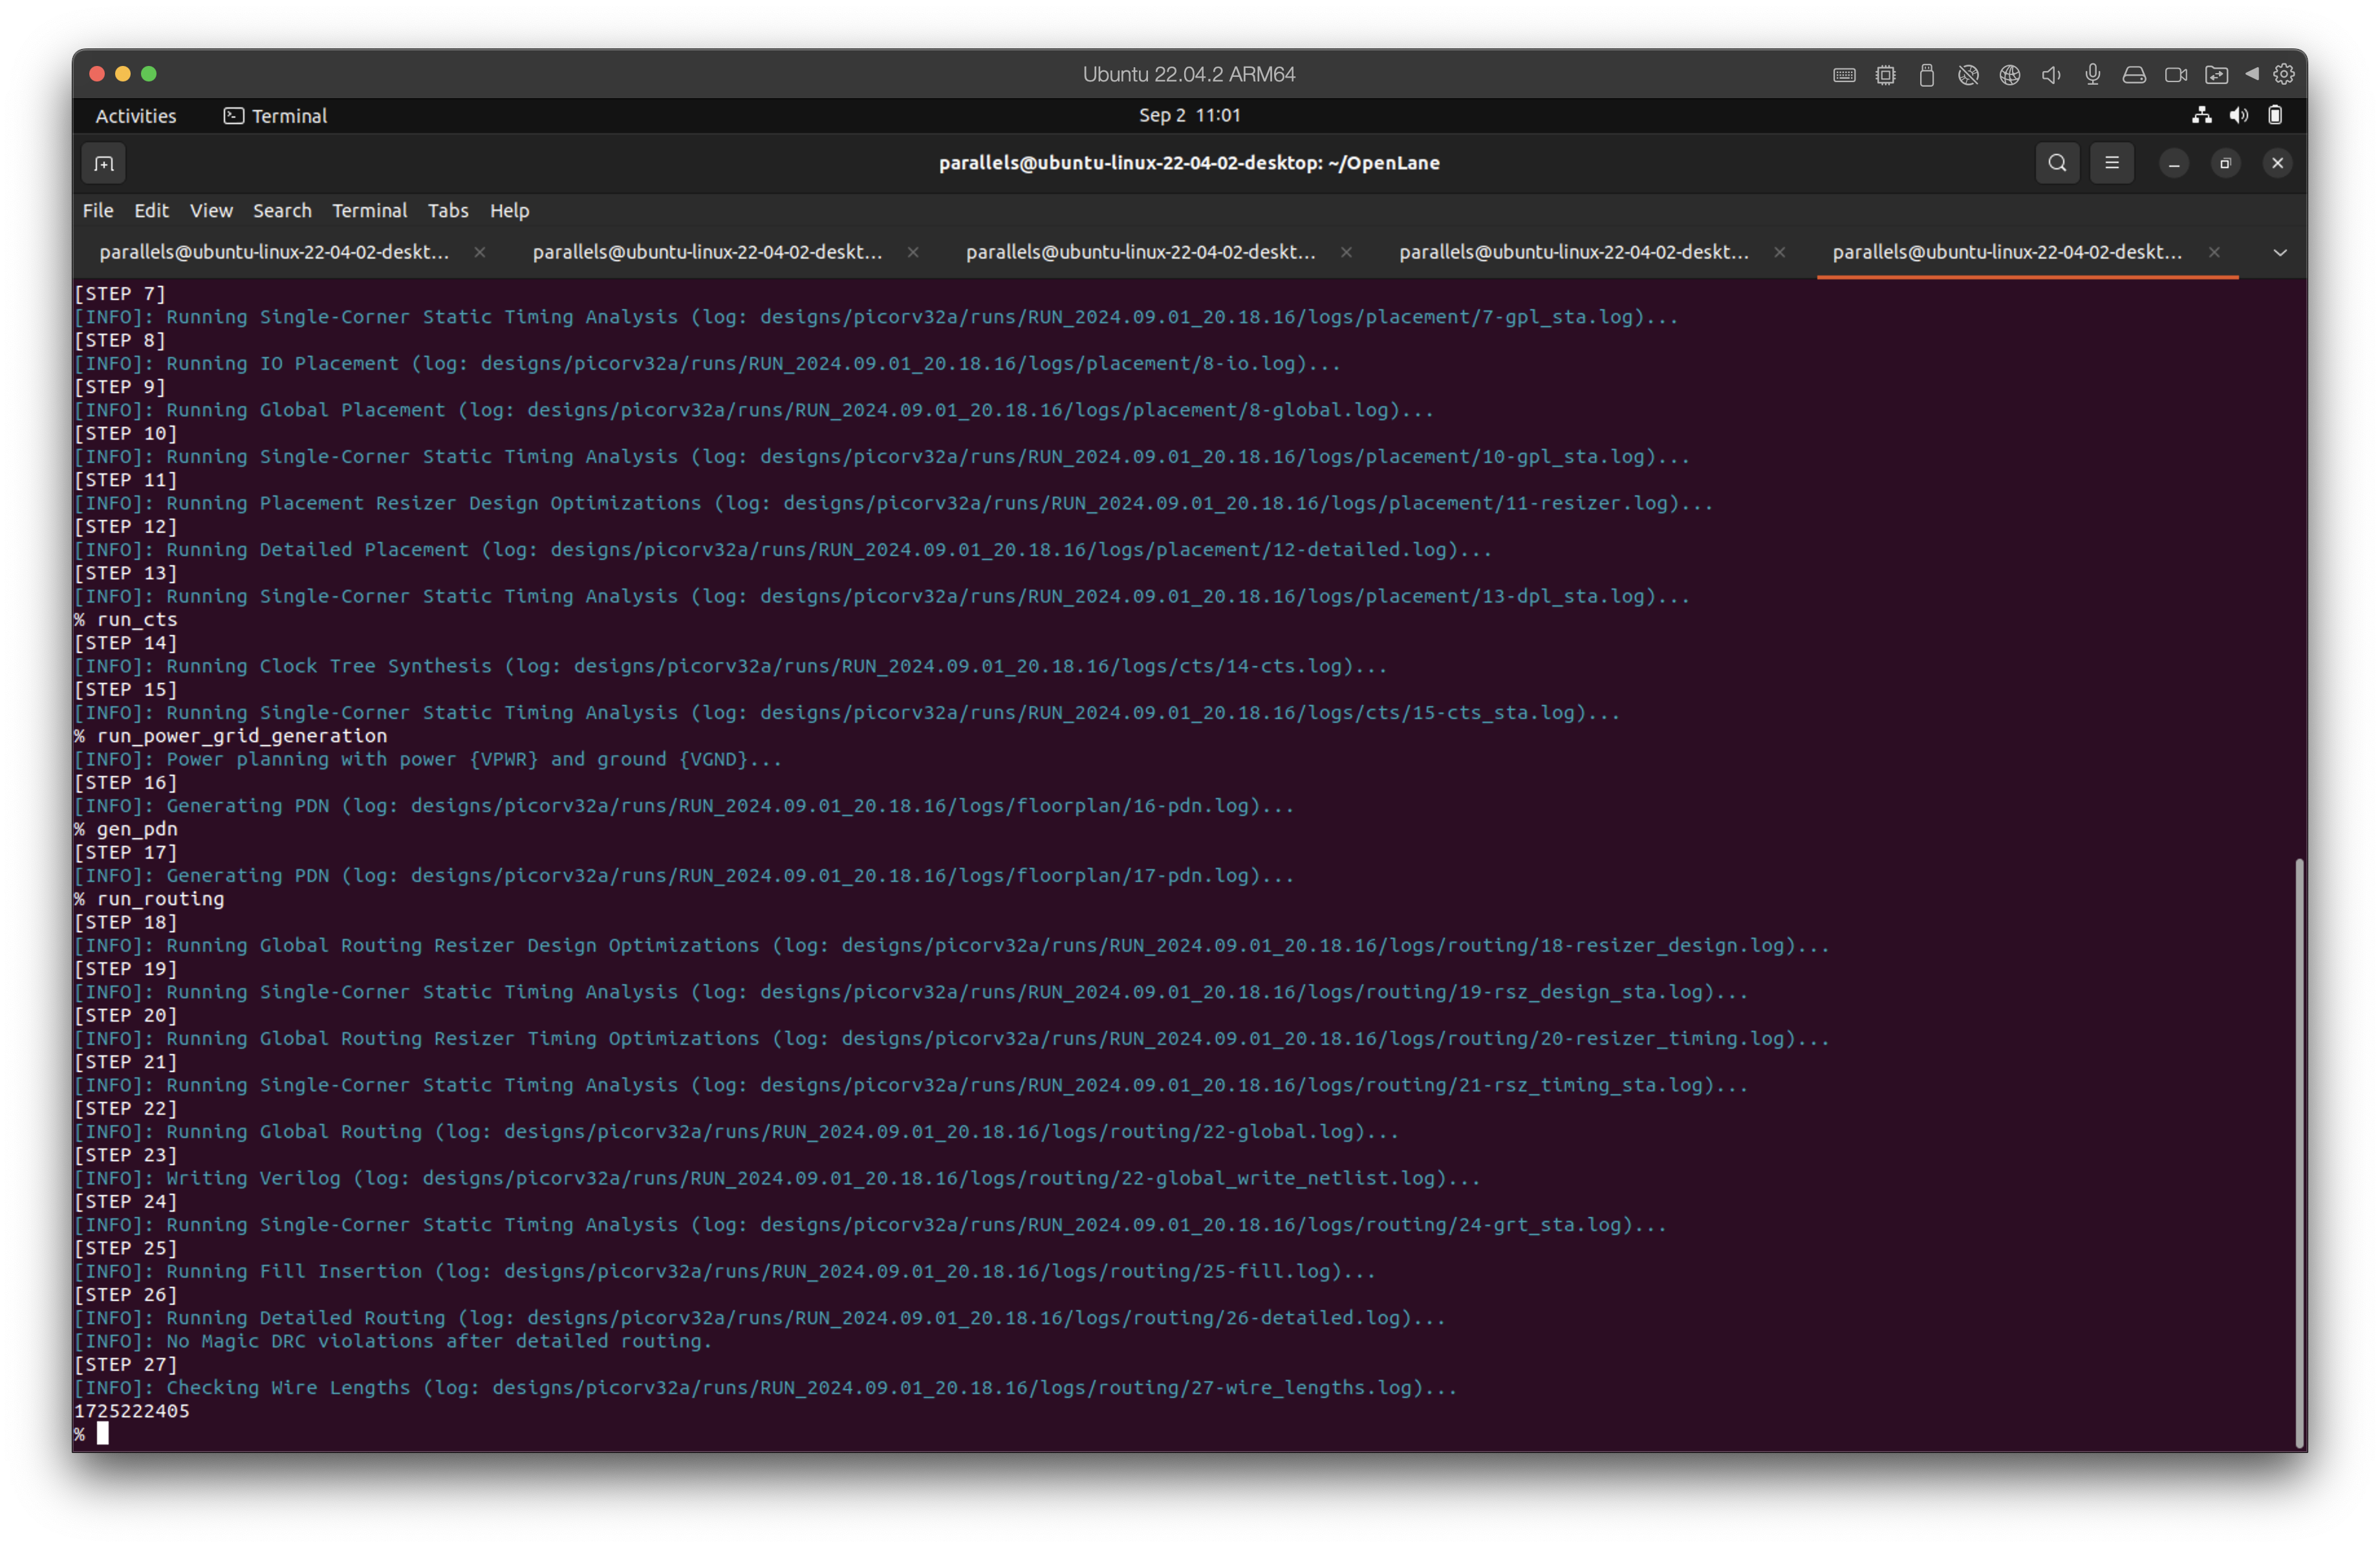 Ubuntu 22.04.2 ARM64
Activities Terminal Sep 2 11:01
parallels@ubuntu-linux-22-04-02-desktop: ~/OpenLane
File Edit View Search Terminal Tabs Help
parallels@ubuntu-linux-22-04-02-deskt... parallels@ubuntu-linux-22-04-02-deskt... parallels@ubuntu-linux-22-04-02-deskt... parallels@ubuntu-linux-22-04-02-deskt... parallels@ubuntu-linux-22-04-02-deskt...
[STEP 7]
[INFO]: Running Single-Corner Static Timing Analysis (log: designs/picorv32a/runs/RUN_2024.09.01_20.18.16/logs/placement/7-gpl_sta.log)...
[STEP 8]
[INFO]: Running IO Placement (log: designs/picorv32a/runs/RUN_2024.09.01_20.18.16/logs/placement/8-io.log)...
[STEP 9]
[INFO]: Running Global Placement (log: designs/picorv32a/runs/RUN_2024.09.01_20.18.16/logs/placement/8-global.log)...
[STEP 10]
[INFO]: Running Single-Corner Static Timing Analysis (log: designs/picorv32a/runs/RUN_2024.09.01_20.18.16/logs/placement/10-gpl_sta.log)...
[STEP 11]
[INFO]: Running Placement Resizer Design Optimizations (log: designs/picorv32a/runs/RUN_2024.09.01_20.18.16/logs/placement/11-resizer.log)...
[STEP 12]
[INFO]: Running Detailed Placement (log: designs/picorv32a/runs/RUN_2024.09.01_20.18.16/logs/placement/12-detailed.log)...
[STEP 13]
[INFO]: Running Single-Corner Static Timing Analysis (log: designs/picorv32a/runs/RUN_2024.09.01_20.18.16/logs/placement/13-dpl_sta.log)...
% run_cts
[STEP 14]
[INFO]: Running Clock Tree Synthesis (log: designs/picorv32a/runs/RUN_2024.09.01_20.18.16/logs/cts/14-cts.log)...
[STEP 15]
[INFO]: Running Single-Corner Static Timing Analysis (log: designs/picorv32a/runs/RUN_2024.09.01_20.18.16/logs/cts/15-cts_sta.log)...
% run_power_grid_generation
[INFO]: Power planning with power {VPWR} and ground {VGND}...
[STEP 16]
[INFO]: Generating PDN (log: designs/picorv32a/runs/RUN_2024.09.01_20.18.16/logs/floorplan/16-pdn.log)...
% gen_pdn
[STEP 17]
[INFO]: Generating PDN (log: designs/picorv32a/runs/RUN_2024.09.01_20.18.16/logs/floorplan/17-pdn.log)...
% run_routing
[STEP 18]
[INFO]: Running Global Routing Resizer Design Optimizations (log: designs/picorv32a/runs/RUN_2024.09.01_20.18.16/logs/routing/18-resizer_design.log)...
[STEP 19]
[INFO]: Running Single-Corner Static Timing Analysis (log: designs/picorv32a/runs/RUN_2024.09.01_20.18.16/logs/routing/19-rsz_design_sta.log)...
[STEP 20]
[INFO]: Running Global Routing Resizer Timing Optimizations (log: designs/picorv32a/runs/RUN_2024.09.01_20.18.16/logs/routing/20-resizer_timing.log)...
[STEP 21]
[INFO]: Running Single-Corner Static Timing Analysis (log: designs/picorv32a/runs/RUN_2024.09.01_20.18.16/logs/routing/21-rsz_timing_sta.log)...
[STEP 22]
[INFO]: Running Global Routing (log: designs/picorv32a/runs/RUN_2024.09.01_20.18.16/logs/routing/22-global.log)...
[STEP 23]
[INFO]: Writing Verilog (log: designs/picorv32a/runs/RUN_2024.09.01_20.18.16/logs/routing/22-global_write_netlist.log)...
[STEP 24]
[INFO]: Running Single-Corner Static Timing Analysis (log: designs/picorv32a/runs/RUN_2024.09.01_20.18.16/logs/routing/24-grt_sta.log)...
[STEP 25]
[INFO]: Running Fill Insertion (log: designs/picorv32a/runs/RUN_2024.09.01_20.18.16/logs/routing/25-fill.log)...
[STEP 26]
[INFO]: Running Detailed Routing (log: designs/picorv32a/runs/RUN_2024.09.01_20.18.16/logs/routing/26-detailed.log)...
[INFO]: No Magic DRC violations after detailed routing.
[STEP 27]
[INFO]: Checking Wire Lengths (log: designs/picorv32a/runs/RUN_2024.09.01_20.18.16/logs/routing/27-wire_lengths.log)...
1725222405
%